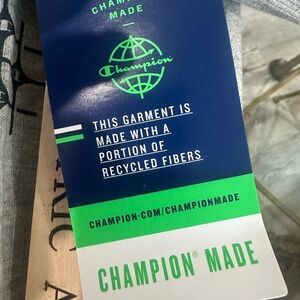 CHAMPION
MADE
Champion
THIS GARMENT IS
MADE WITH A
PORTION OF
RECYCLED FIBERS
CHAMPION.COM/CHAMPIONMADE
CHAMPION® MADE